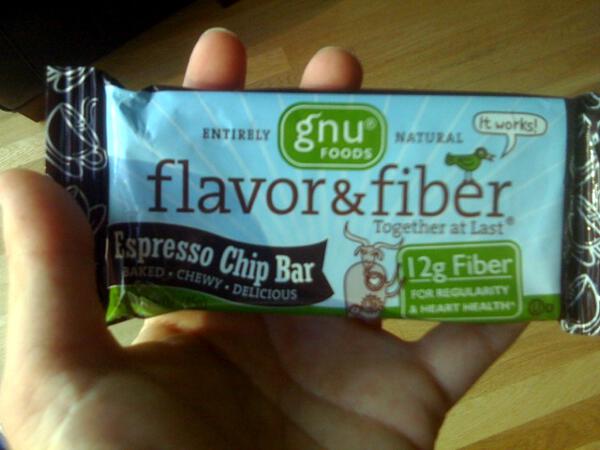 ENTIRELY gnu® NATURAL
FOODS
It works!
flavor&fiber
Together at Last®
Espresso Chip Bar
BAKED • CHEWY • DELICIOUS
12g Fiber
FOR REGULARITY
& HEART HEALTH*